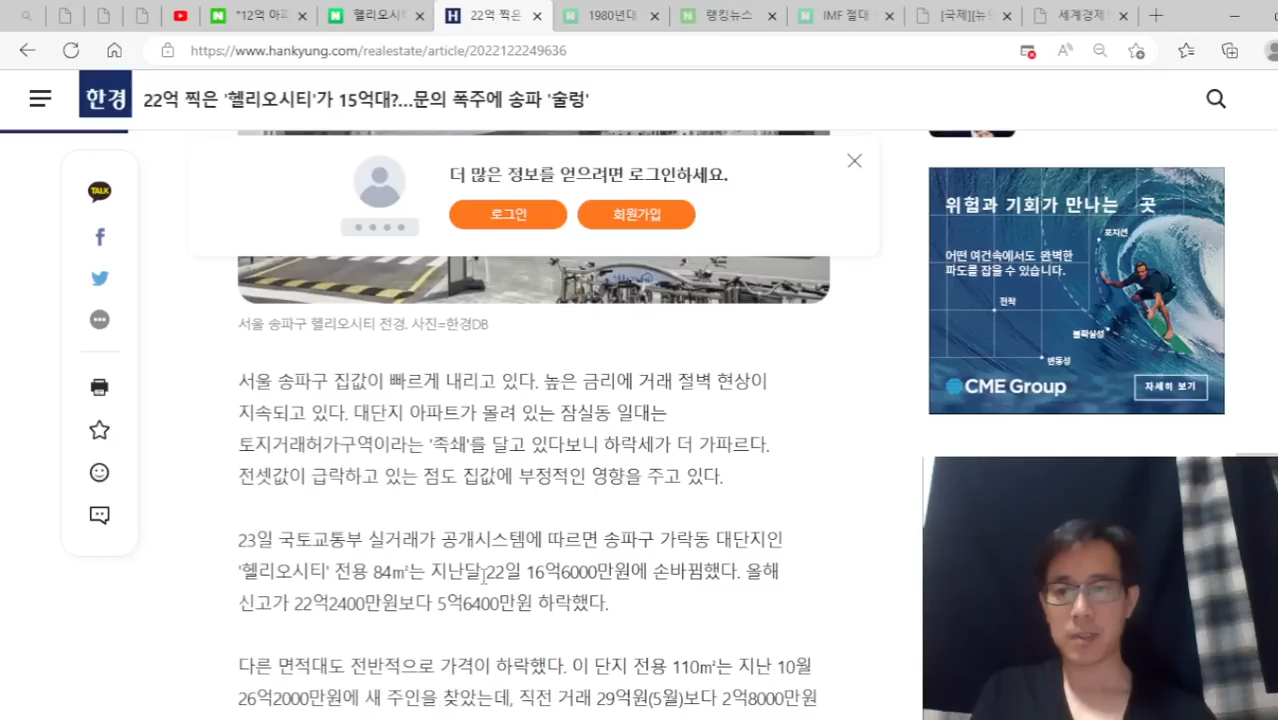 "12억 아파
헬리오시티
22억 찍은
1980년대
랭킹뉴스
IMF 절대
[국제][뉴
세계경제
https://www.hankyung.com/realestate/article/2022122249636
한경
22억 찍은 '헬리오시티'가 15억대?...문의 폭주에 송파 '술렁'
더 많은 정보를 얻으려면 로그인하세요.
로그인
회원가입
TALK
서울 송파구 헬리오시티 전경. 사진=한경DB
서울 송파구 집값이 빠르게 내리고 있다. 높은 금리에 거래 절벽 현상이
지속되고 있다. 대단지 아파트가 몰려 있는 잠실동 일대는
토지거래허가구역이라는 '족쇄'를 달고 있다보니 하락세가 더 가파르다.
전셋값이 급락하고 있는 점도 집값에 부정적인 영향을 주고 있다.
23일 국토교통부 실거래가 공개시스템에 따르면 송파구 가락동 대단지인
'헬리오시티' 전용 84㎡는 지난달 22일 16억6000만원에 손바뀜했다. 올해
신고가 22억2400만원보다 5억6400만원 하락했다.
다른 면적대도 전반적으로 가격이 하락했다. 이 단지 전용 110㎡는 지난 10월
26억2000만원에 새 주인을 찾았는데, 직전 거래 29억원(5월)보다 2억8000만원
위험과 기회가 만나는 곳
포지션
어떤 여건속에서도 완벽한
파도를 잡을 수 있습니다.
전략
불확실성
변동성
CME Group
자세히 보기